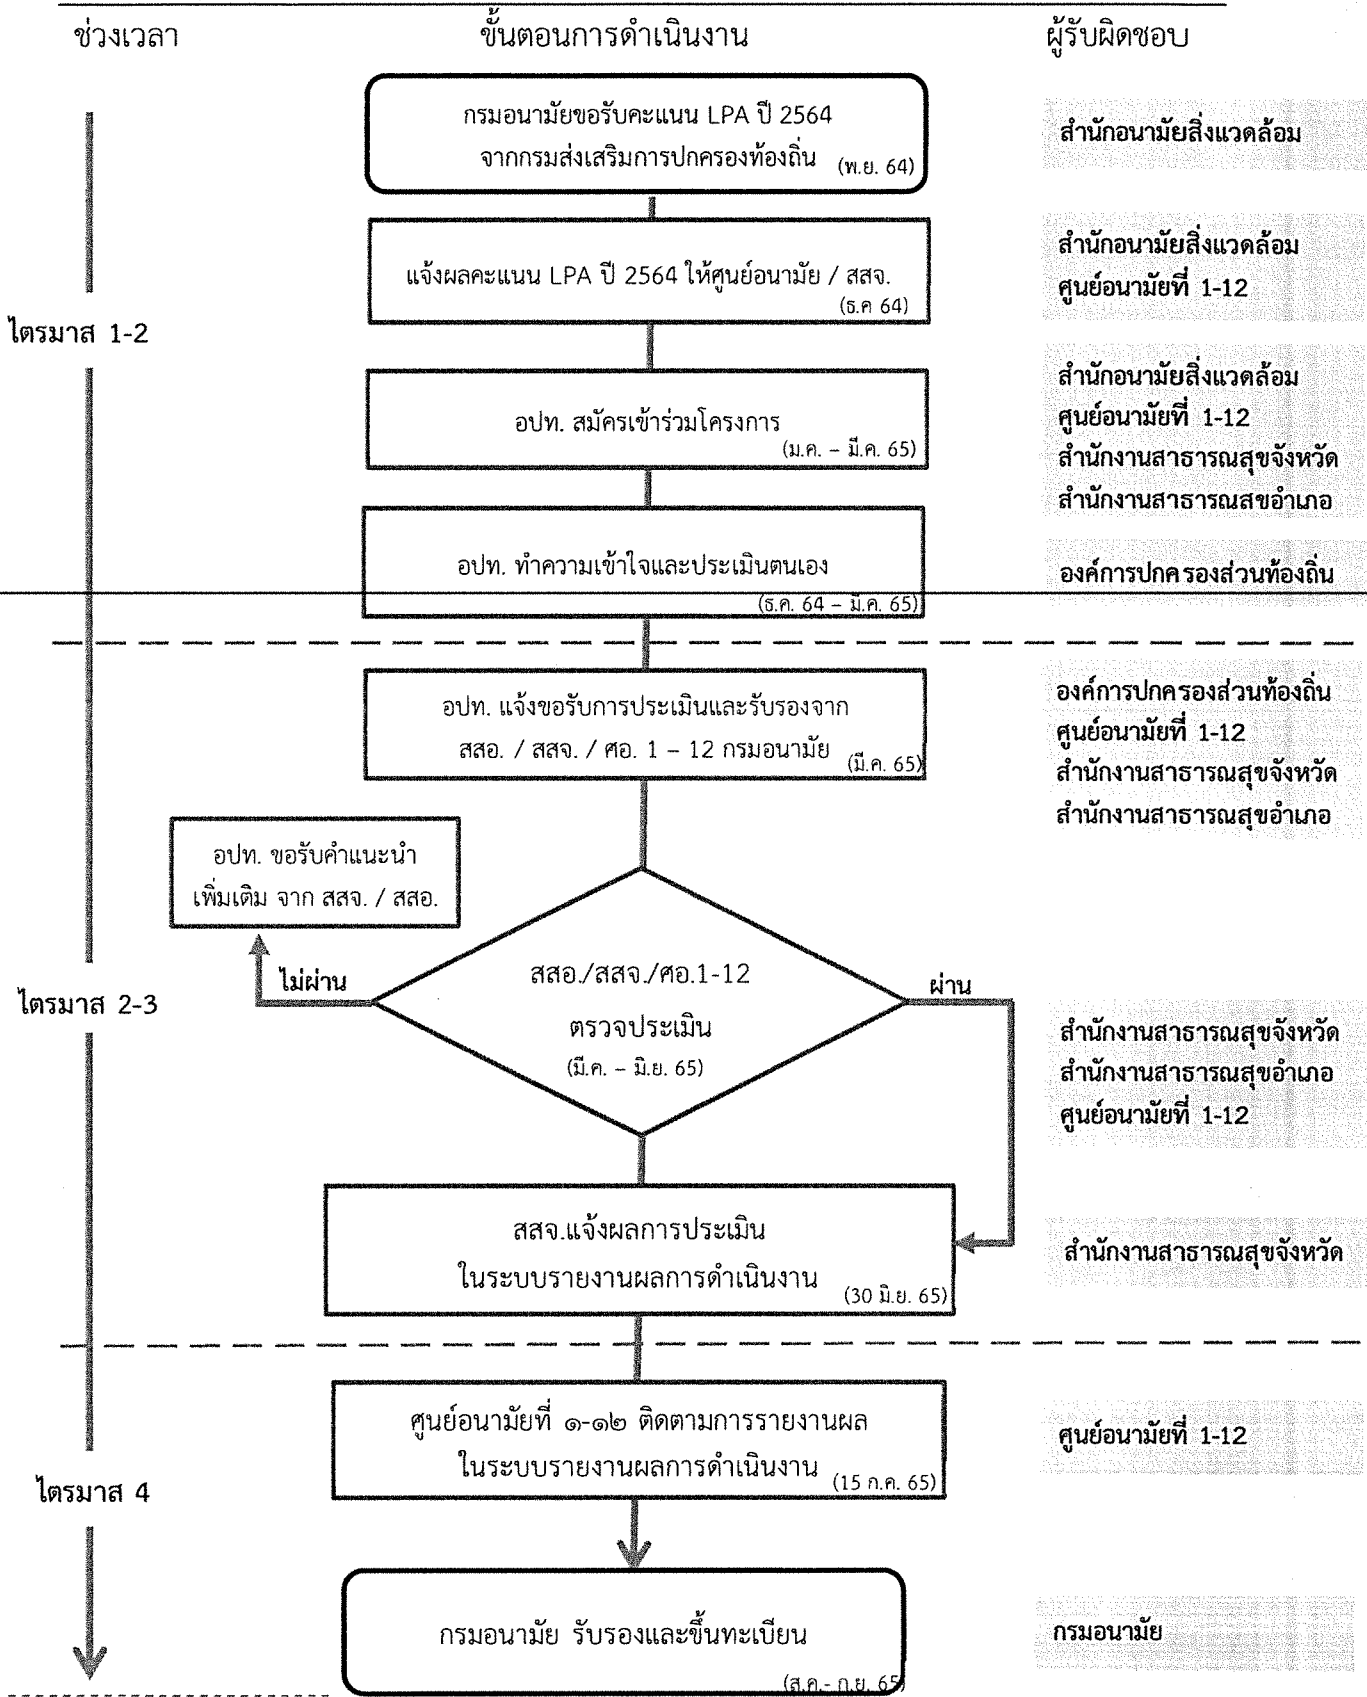 ช่วงเวลา
ขั้นตอนการดำเนินงาน
ผู้รับผิดชอบ
กรมอนามัยขอรับคะแนน LPA ปี 2564
จากกรมส่งเสริมการปกครองท้องถิ่น (พ.ย. 64)
สำนักอนามัยสิ่งแวดล้อม
แจ้งผลคะแนน LPA ปี 2564 ให้ศูนย์อนามัย / สสจ.
(ธ.ค 64)
สำนักอนามัยสิ่งแวดล้อม
ศูนย์อนามัยที่ 1-12
ไตรมาส 1-2
อปท. สมัครเข้าร่วมโครงการ
(ม.ค. – มี.ค. 65)
สำนักอนามัยสิ่งแวดล้อม
ศูนย์อนามัยที่ 1-12
สำนักงานสาธารณสุขจังหวัด
สำนักงานสาธารณสขอำเภอ
อปท. ทำความเข้าใจและประเมินตนเอง
(ธ.ค. 64 – มี.ค. 65)
องค์การปกครองส่วนท้องถิ่น
อปท. แจ้งขอรับการประเมินและรับรองจาก
สสอ. / สสจ. / ศอ. 1 – 12 กรมอนามัย (มี.ค. 65)
องค์การปกครองส่วนท้องถิ่น
ศูนย์อนามัยที่ 1-12
สำนักงานสาธารณสุขจังหวัด
สำนักงานสาธารณสุขอำเภอ
อปท. ขอรับคำแนะนำ
เพิ่มเติม จาก สสจ. / สสอ.
ไม่ผ่าน
สสอ./สสจ./ศอ.1-12
ตรวจประเมิน
(มี.ค. – มิ.ย. 65)
ผ่าน
ไตรมาส 2-3
สำนักงานสาธารณสุขจังหวัด
สำนักงานสาธารณสุขอำเภอ
ศูนย์อนามัยที่ 1-12
สสจ.แจ้งผลการประเมิน
ในระบบรายงานผลการดำเนินงาน (30 มิ.ย. 65)
สำนักงานสาธารณสุขจังหวัด
ศูนย์อนามัยที่ ๑-๑๒ ติดตามการรายงานผล
ในระบบรายงานผลการดำเนินงาน (15 ก.ค. 65)
ศูนย์อนามัยที่ 1-12
ไตรมาส 4
กรมอนามัย รับรองและขึ้นทะเบียน
(ส.ค.- ก.ย. 65)
กรมอนามัย